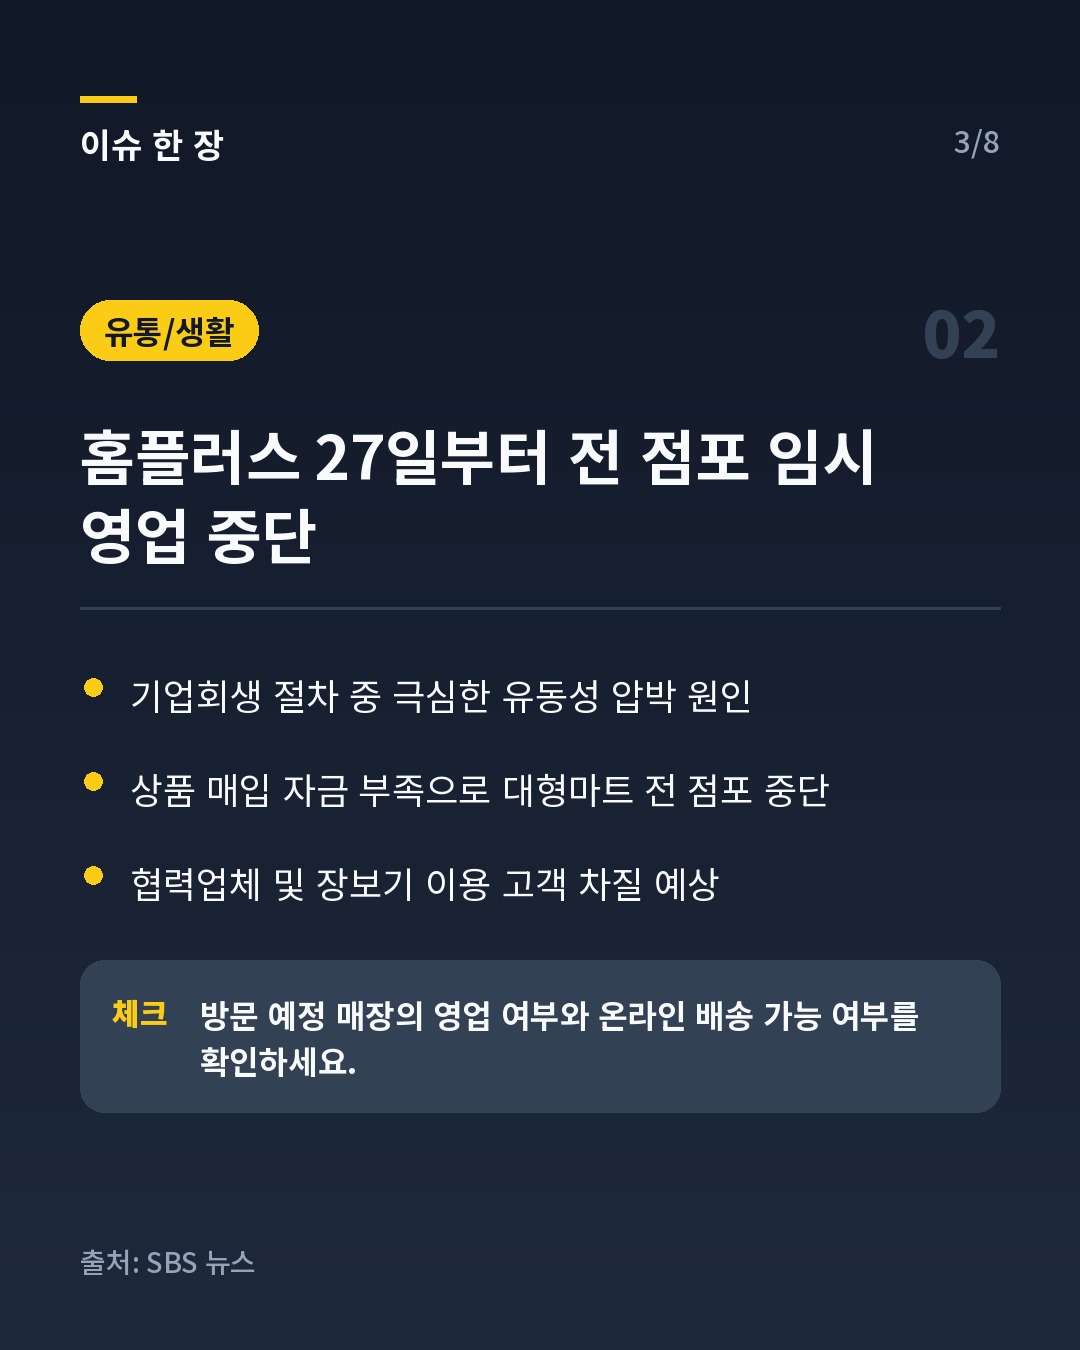 이슈 한 장
3/8
유통/생활
02
홈플러스 27일부터 전 점포 임시
영업 중단
기업회생 절차 중 극심한 유동성 압박 원인
상품 매입 자금 부족으로 대형마트 전 점포 중단
협력업체 및 장보기 이용 고객 차질 예상
체크
방문 예정 매장의 영업 여부와 온라인 배송 가능 여부를
확인하세요.
출처: SBS 뉴스